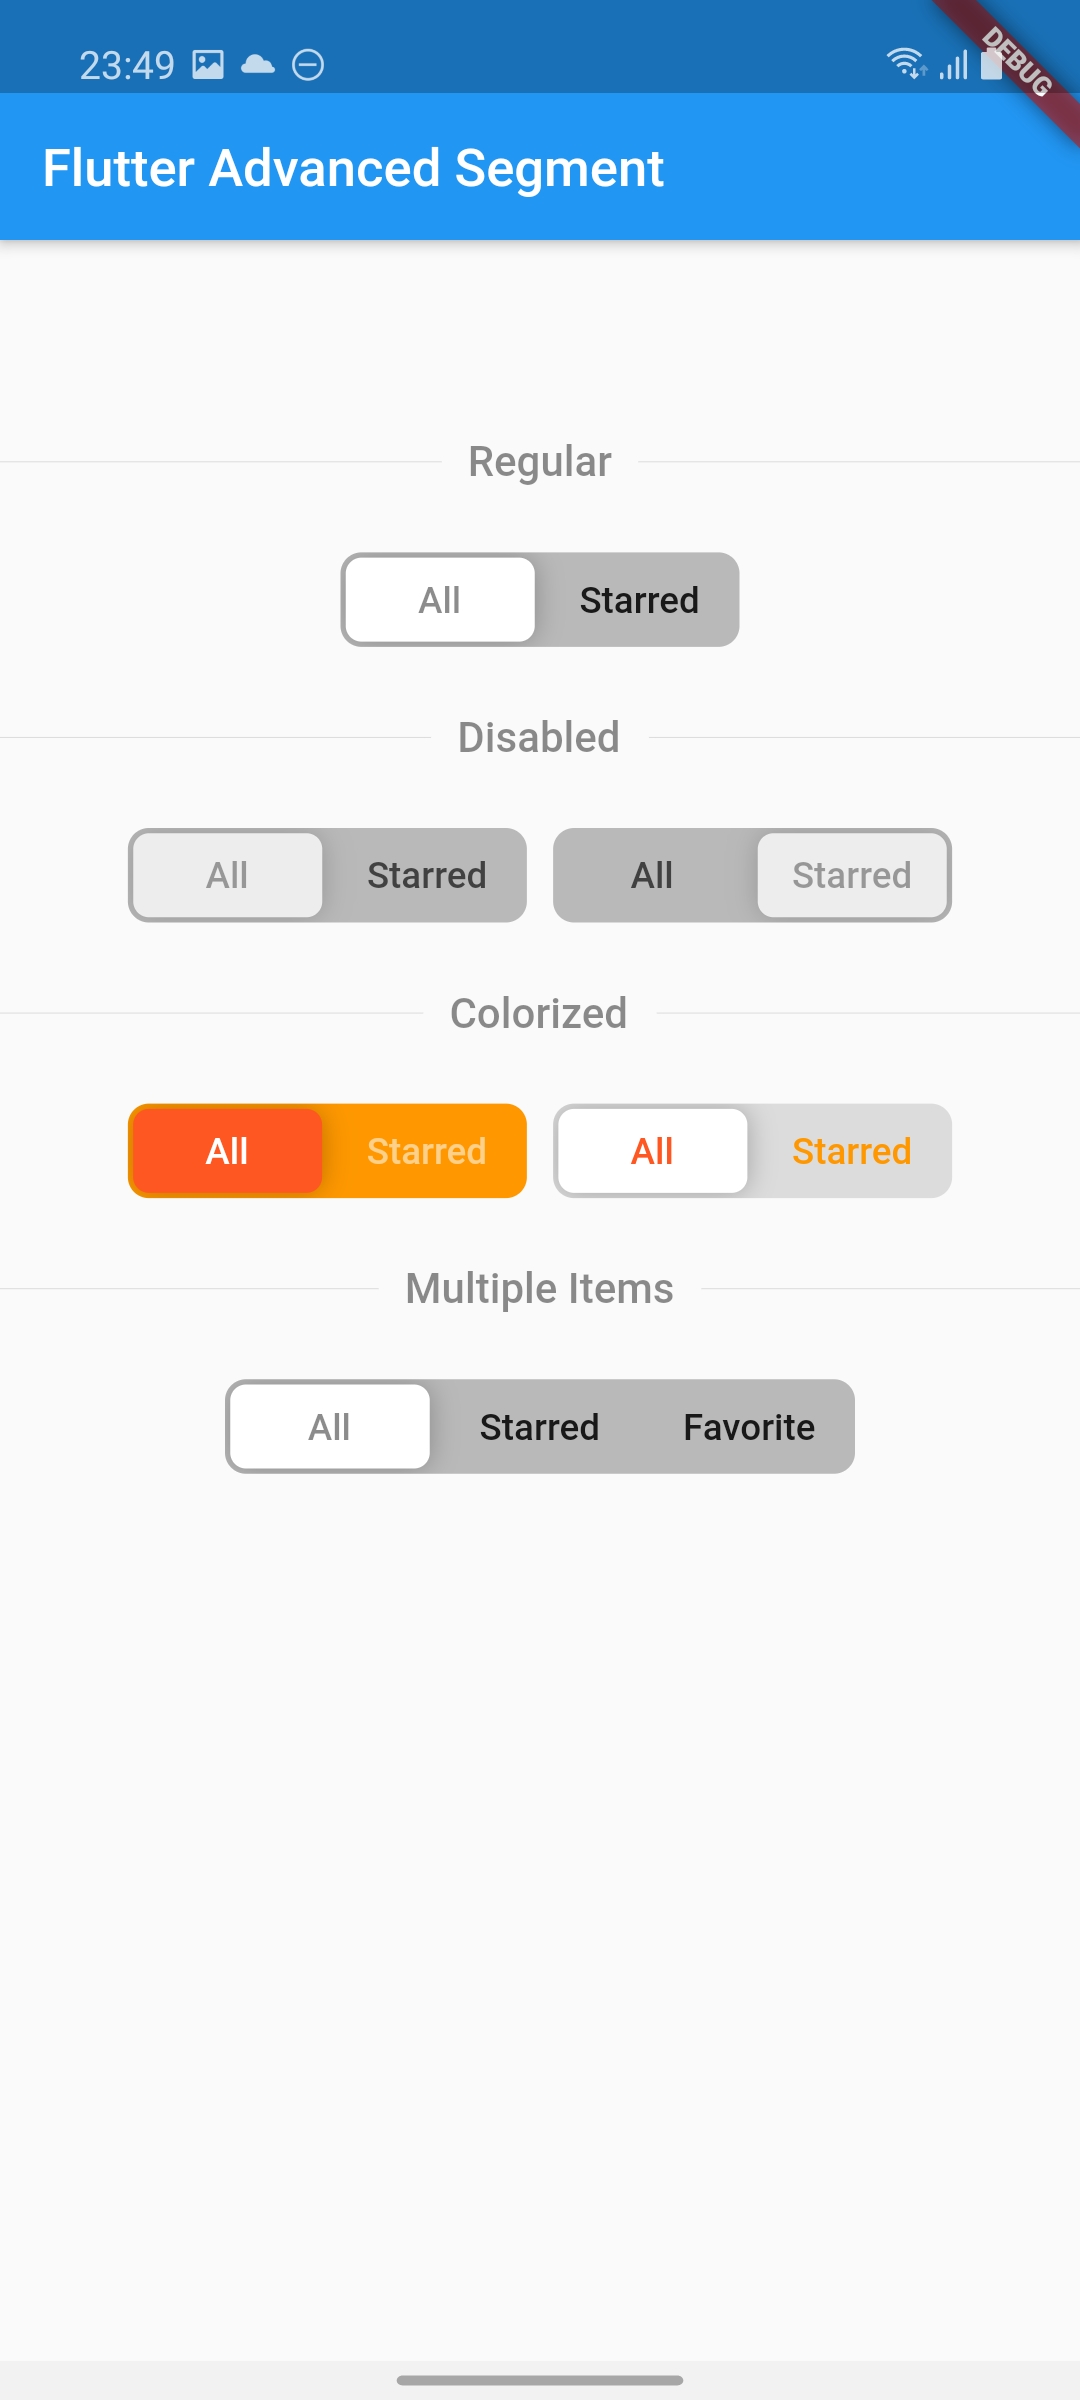 23:49
DEBUG
Flutter Advanced Segment
Regular
All Starred
Disabled
All Starred All Starred
Colorized
All Starred All Starred
Multiple Items
All Starred Favorite